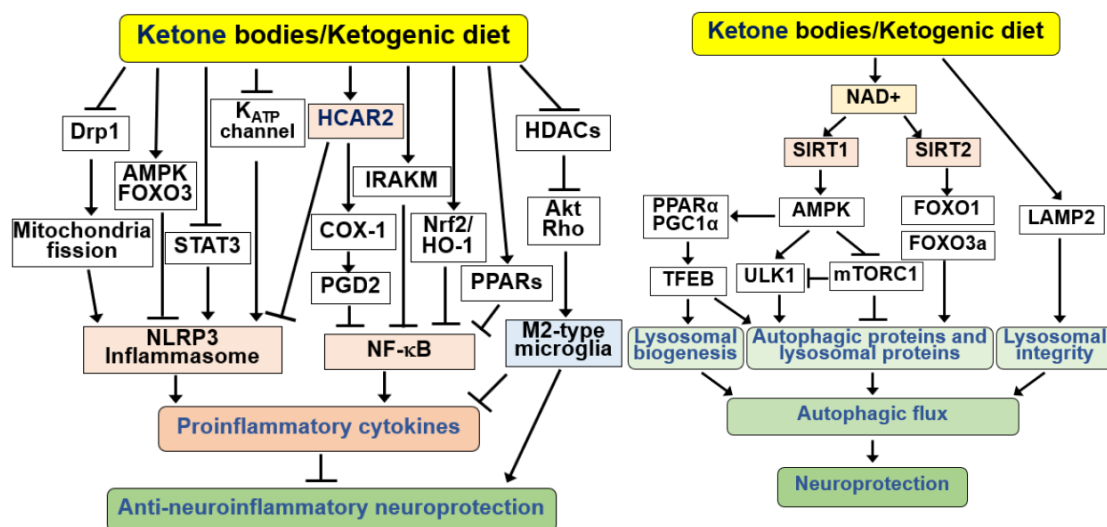 Ketone bodies/Ketogenic diet
Drp1
AMPK
FOXO3
Mitochondria
fission
STAT3
KATP
channel
HCAR2
COX-1
PGD2
IRAKM
Nrf2/
HO-1
PPARs
HDACs
Akt
Rho
NLRP3
Inflammasome
NF-κB
M2-type
microglia
Proinflammatory cytokines
Anti-neuroinflammatory neuroprotection
Ketone bodies/Ketogenic diet
NAD+
SIRT1
SIRT2
PPARα
PGC1α
AMPK
FOXO1
FOXO3a
LAMP2
TFEB
ULK1
mTORC1
Lysosomal
biogenesis
Autophagic proteins and
lysosomal proteins
Lysosomal
integrity
Autophagic flux
Neuroprotection